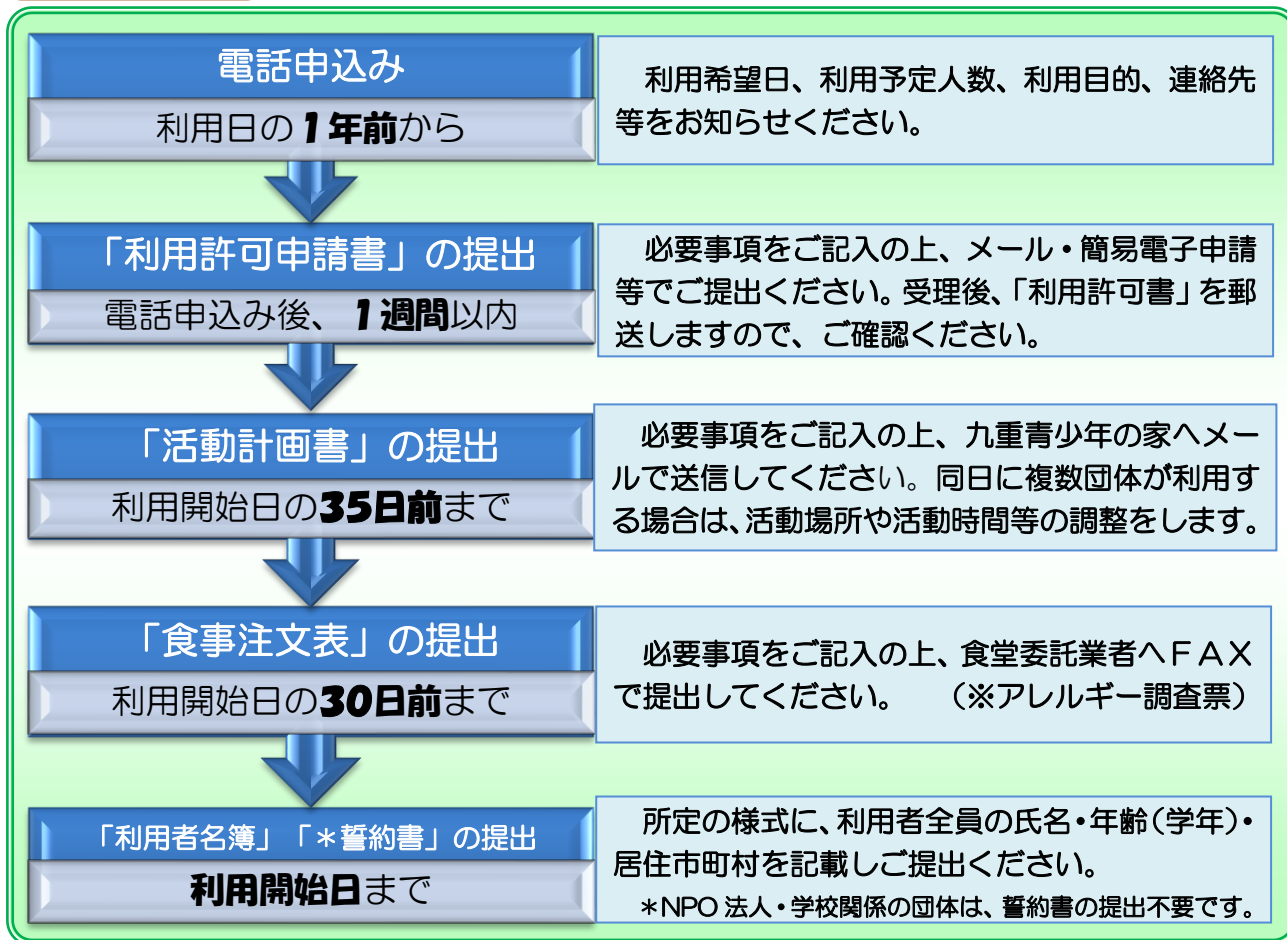 電話申込み
利用日の1年前から
利用希望日、利用予定人数、利用目的、連絡先
等をお知らせください。
「利用許可申請書」の提出
電話申込み後、1週間以内
必要事項をご記入の上、メール・簡易電子申請
等でご提出ください。受理後、「利用許可書」を郵
送しますので、ご確認ください。
「活動計画書」の提出
利用開始日の35日前まで
必要事項をご記入の上、九重青少年の家へメー
ルで送信してください。同日に複数団体が利用す
る場合は、活動場所や活動時間等の調整をします。
「食事注文表」の提出
利用開始日の30日前まで
必要事項をご記入の上、食堂委託業者へFAX
で提出してください。　（※アレルギー調査票）
「利用者名簿」「＊誓約書」の提出
利用開始日まで
所定の様式に、利用者全員の氏名・年齢（学年）・
居住市町村を記載しご提出ください。
＊NPO法人・学校関係の団体は、誓約書の提出不要です。